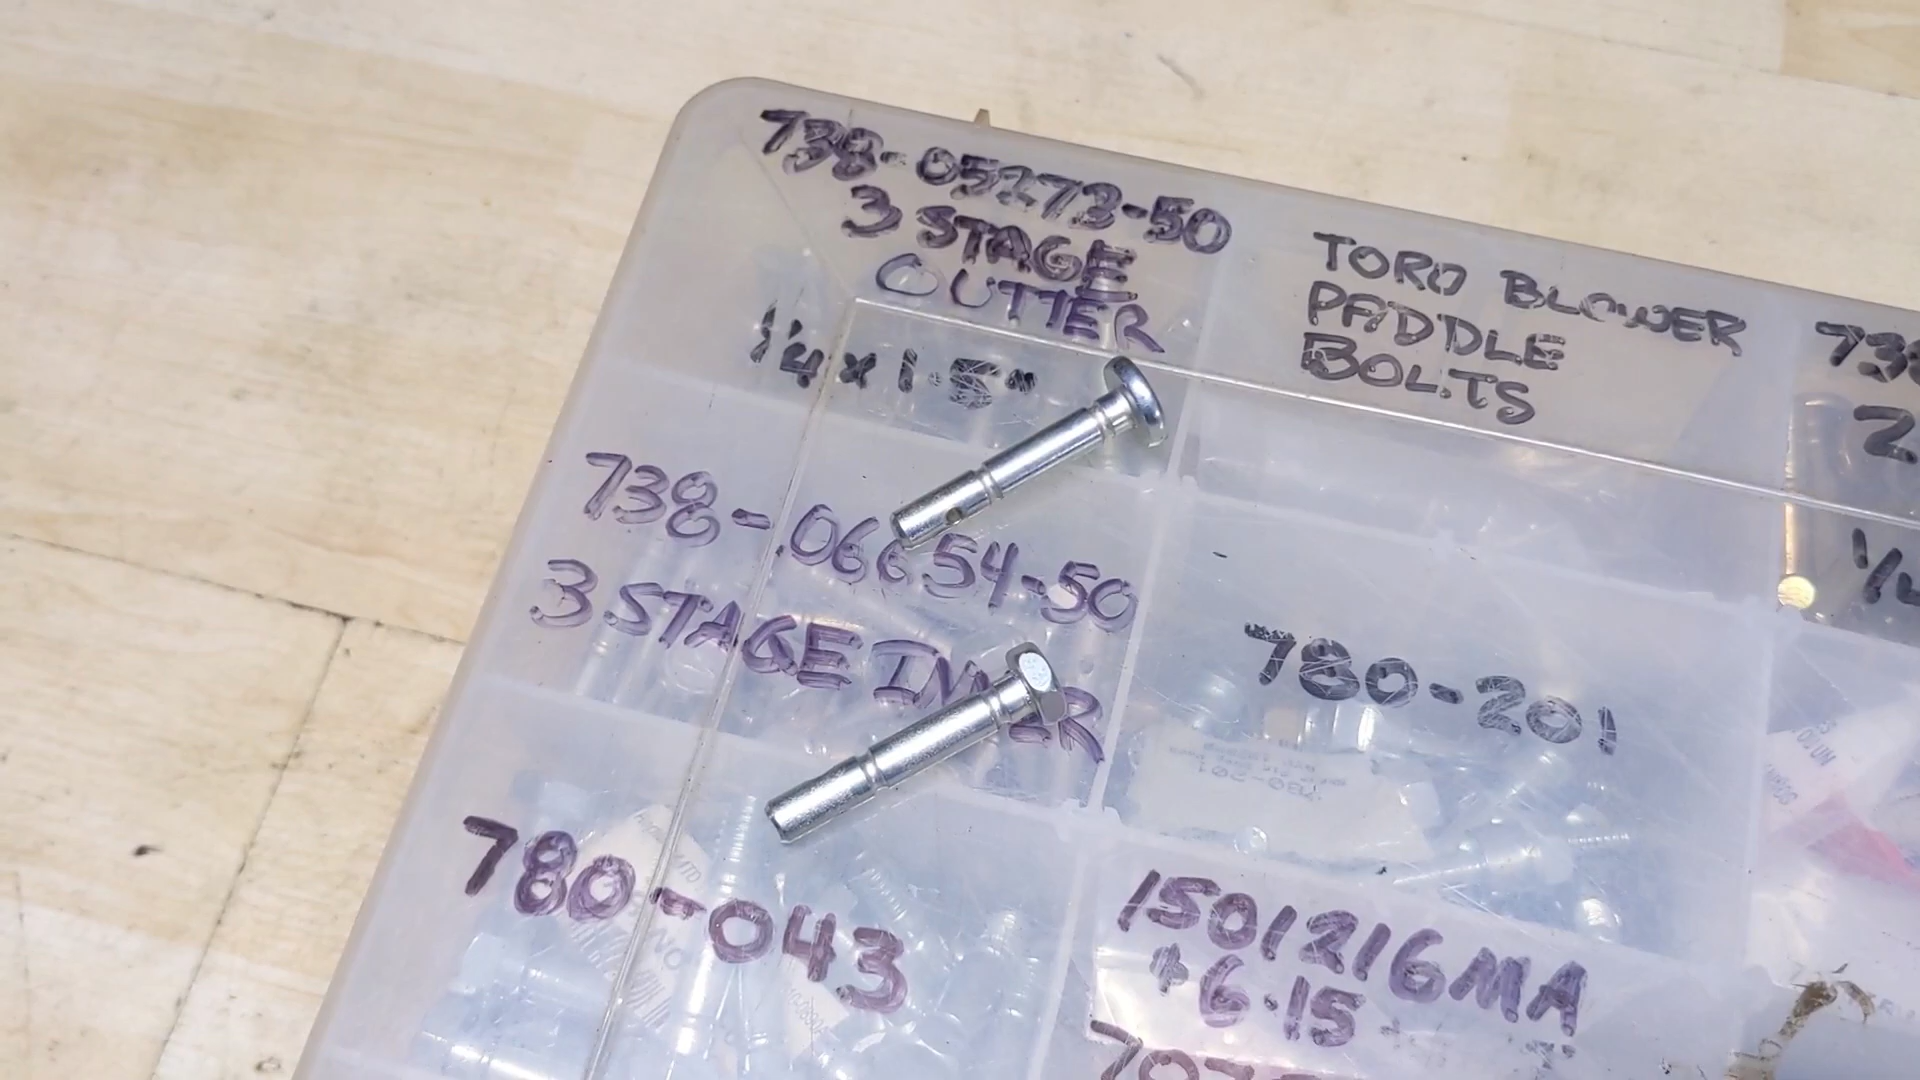 738-05273-50
3 STAGE
OUTTER
1/4 x 1.5"
TORO BLOWER
PADDLE
BOLTS
738-06654-50
3 STAGE INNER
780-201
780-043
1501216MA
$6.15